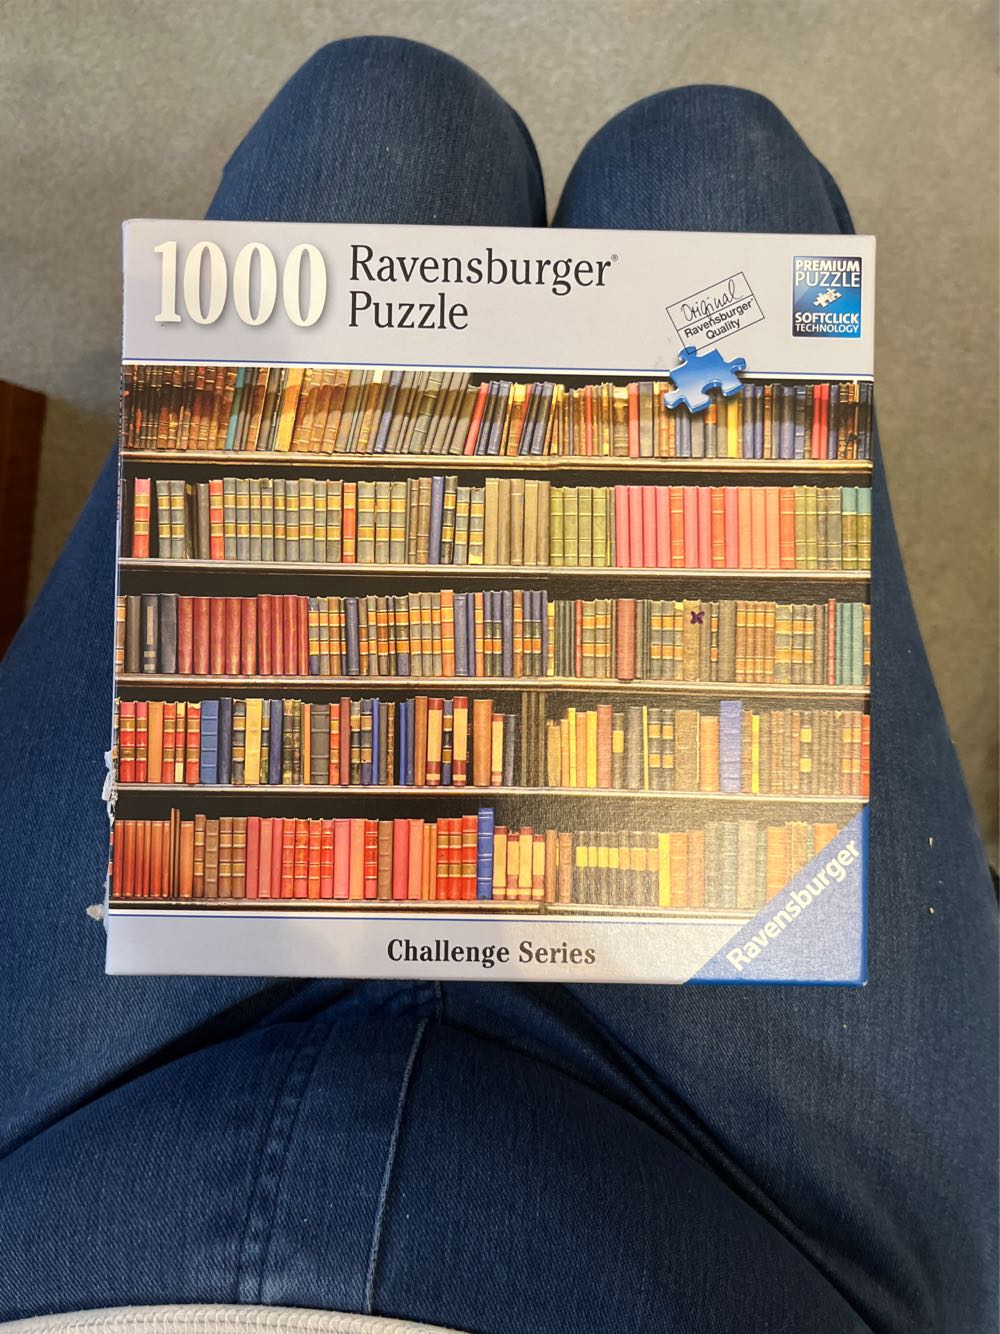 1000
Ravensburger®
Puzzle
Original
Ravensburger®
Quality
PREMIUM
PUZZLE
SOFTCLICK
TECHNOLOGY
Challenge Series
Ravensburger